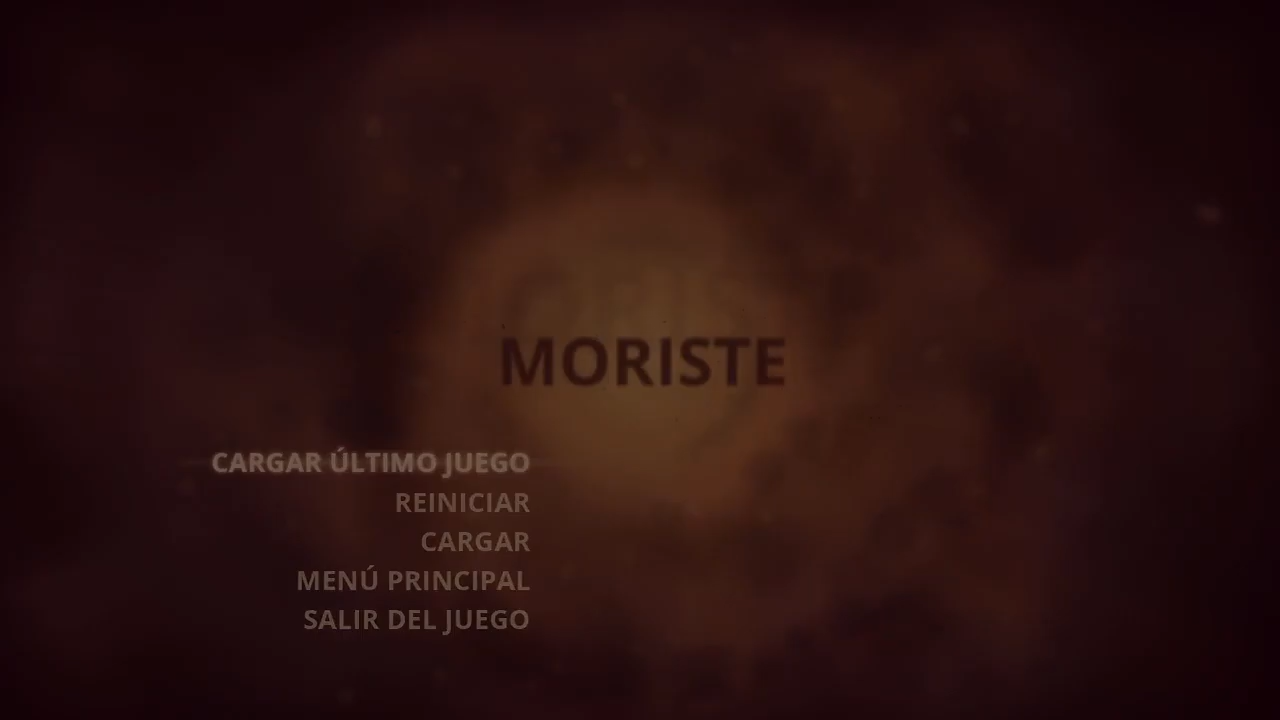 MORISTE
CARGAR ÚLTIMO JUEGO
REINICIAR
CARGAR
MENÚ PRINCIPAL
SALIR DEL JUEGO